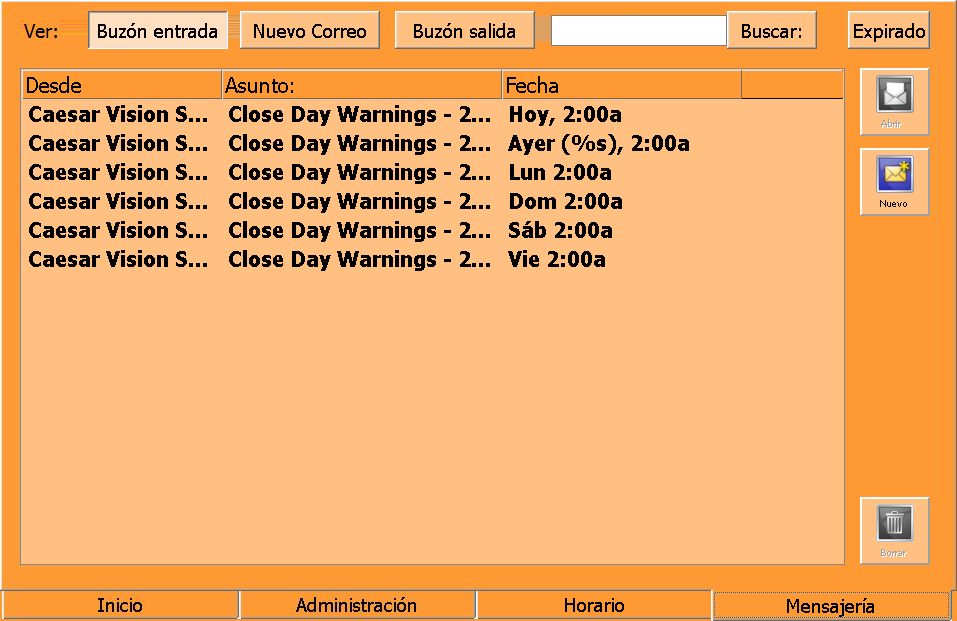 Ver: Buzón entrada Nuevo Correo Buzón salida Buscar: Expirado
Desde Asunto: Fecha
Caesar Vision S... Close Day Warnings - 2... Hoy, 2:00a
Caesar Vision S... Close Day Warnings - 2... Ayer (%s), 2:00a
Caesar Vision S... Close Day Warnings - 2... Lun 2:00a
Caesar Vision S... Close Day Warnings - 2... Dom 2:00a
Caesar Vision S... Close Day Warnings - 2... Sáb 2:00a
Caesar Vision S... Close Day Warnings - 2... Vie 2:00a
Abrir
Nuevo
Borrar
Inicio Administración Horario Mensajería